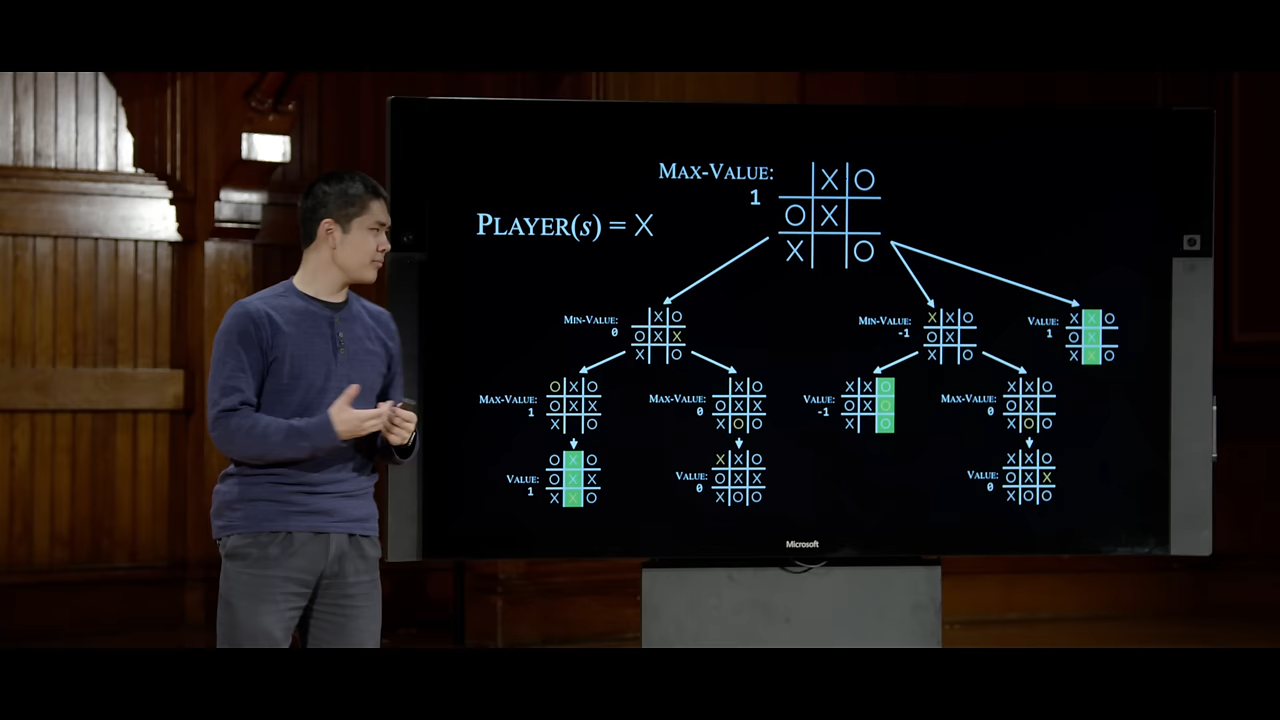 MAX-VALUE:
1
X O
O X
X O
PLAYER(s) = X
MIN-VALUE:
0
X O
O X X
X O
MIN-VALUE:
-1
X X O
O X
X O
VALUE:
1
X X O
O X
X X O
MAX-VALUE:
1
O X O
O X X
X O
MAX-VALUE:
0
X O
O X X
X O O
VALUE:
-1
X X O
O X O
X O
MAX-VALUE:
0
X X O
O X
X O O
VALUE:
1
O X O
O X X
X X O
VALUE:
0
X X O
O X X
X O O
VALUE:
0
X X O
O X X
X O O
Microsoft